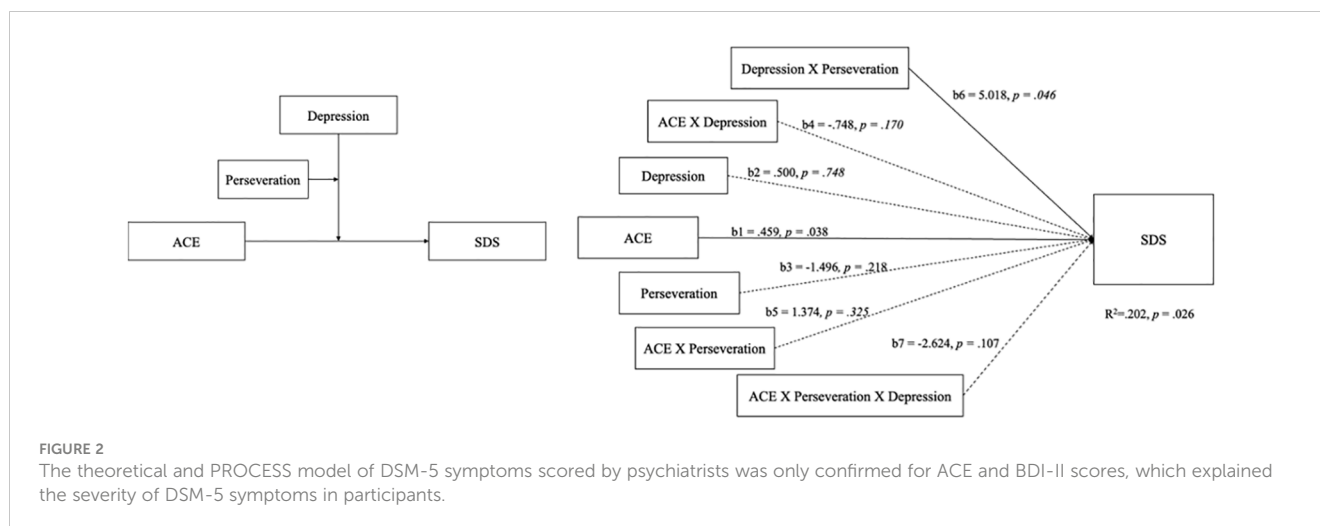 Depression
Perseveration
ACE
SDS
Depression X Perseveration
b6 = 5.018, p = .046
ACE X Depression
b4 = -.748, p = .170
Depression
b2 = .500, p = .748
ACE
b1 = .459, p = .038
SDS
b3 = -1.496, p = .218
Perseveration
b5 = 1.374, p = .325
R²=.202, p = .026
ACE X Perseveration
b7 = -2.624, p = .107
ACE X Perseveration X Depression
FIGURE 2
The theoretical and PROCESS model of DSM-5 symptoms scored by psychiatrists was only confirmed for ACE and BDI-II scores, which explained
the severity of DSM-5 symptoms in participants.